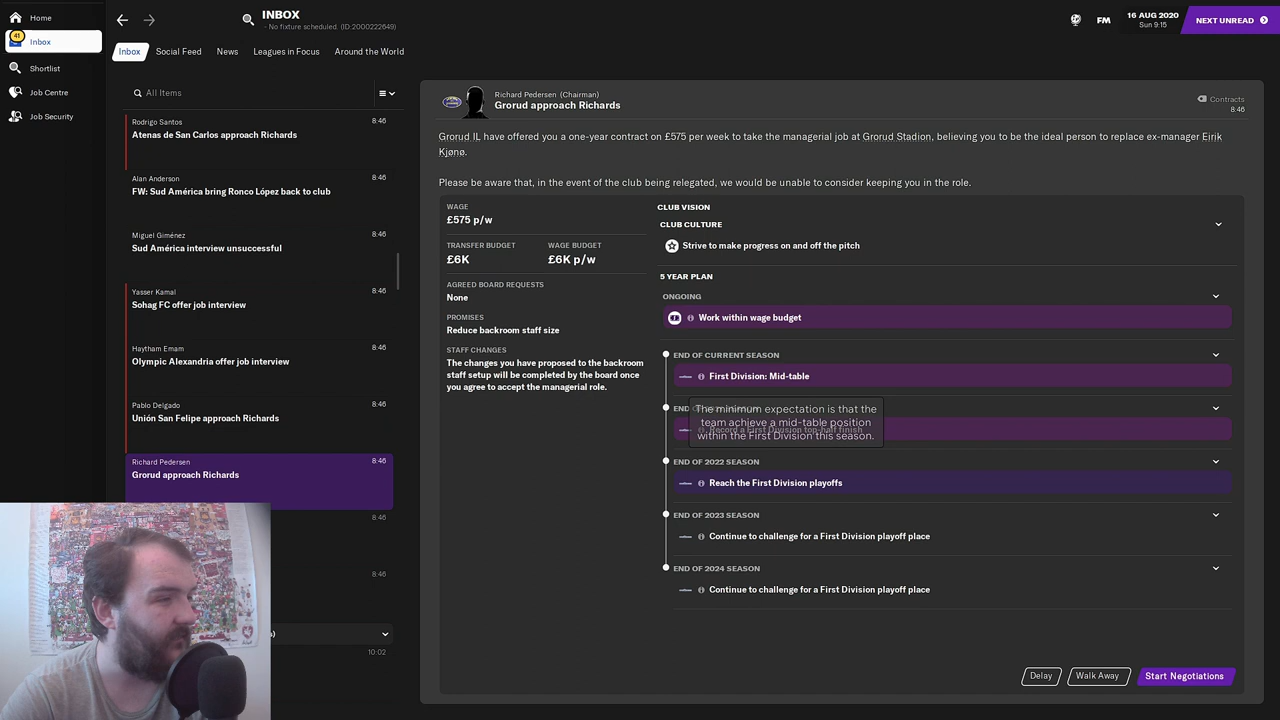 Home
INBOX
- No fixture scheduled. (ID:2000222649)
FM
16 AUG 2020
Sun 9:15
NEXT UNREAD
41
Inbox
Shortlist
Job Centre
Job Security
Inbox
Social Feed
News
Leagues in Focus
Around the World
All Items
Rodrigo Santos
8:46
Atenas de San Carlos approach Richards
Alan Anderson
8:46
FW: Sud América bring Ronco López back to club
Miguel Giménez
8:46
Sud América interview unsuccessful
Yasser Kamal
8:46
Sohag FC offer job interview
Haytham Emam
8:46
Olympic Alexandria offer job interview
Pablo Delgado
8:46
Unión San Felipe approach Richards
Richard Pedersen
8:46
Grorud approach Richards
8:46
8:46
)
10:02
Richard Pedersen (Chairman)
Grorud approach Richards
Contracts
8:46
Grorud IL have offered you a one-year contract on £575 per week to take the managerial job at Grorud Stadion, believing you to be the ideal person to replace ex-manager Eirik
Kjønø.
Please be aware that, in the event of the club being relegated, we would be unable to consider keeping you in the role.
WAGE
£575 p/w
TRANSFER BUDGET
WAGE BUDGET
£6K
£6K p/w
AGREED BOARD REQUESTS
None
PROMISES
Reduce backroom staff size
STAFF CHANGES
The changes you have proposed to the backroom
staff setup will be completed by the board once
you agree to accept the managerial role.
CLUB VISION
CLUB CULTURE
Strive to make progress on and off the pitch
5 YEAR PLAN
ONGOING
Work within wage budget
END OF CURRENT SEASON
First Division: Mid-table
END
The minimum expectation is that the
team achieve a mid-table position
within the First Division this season.
Record a First Division top-half finish
END OF 2022 SEASON
Reach the First Division playoffs
END OF 2023 SEASON
Continue to challenge for a First Division playoff place
END OF 2024 SEASON
Continue to challenge for a First Division playoff place
Delay
Walk Away
Start Negotiations